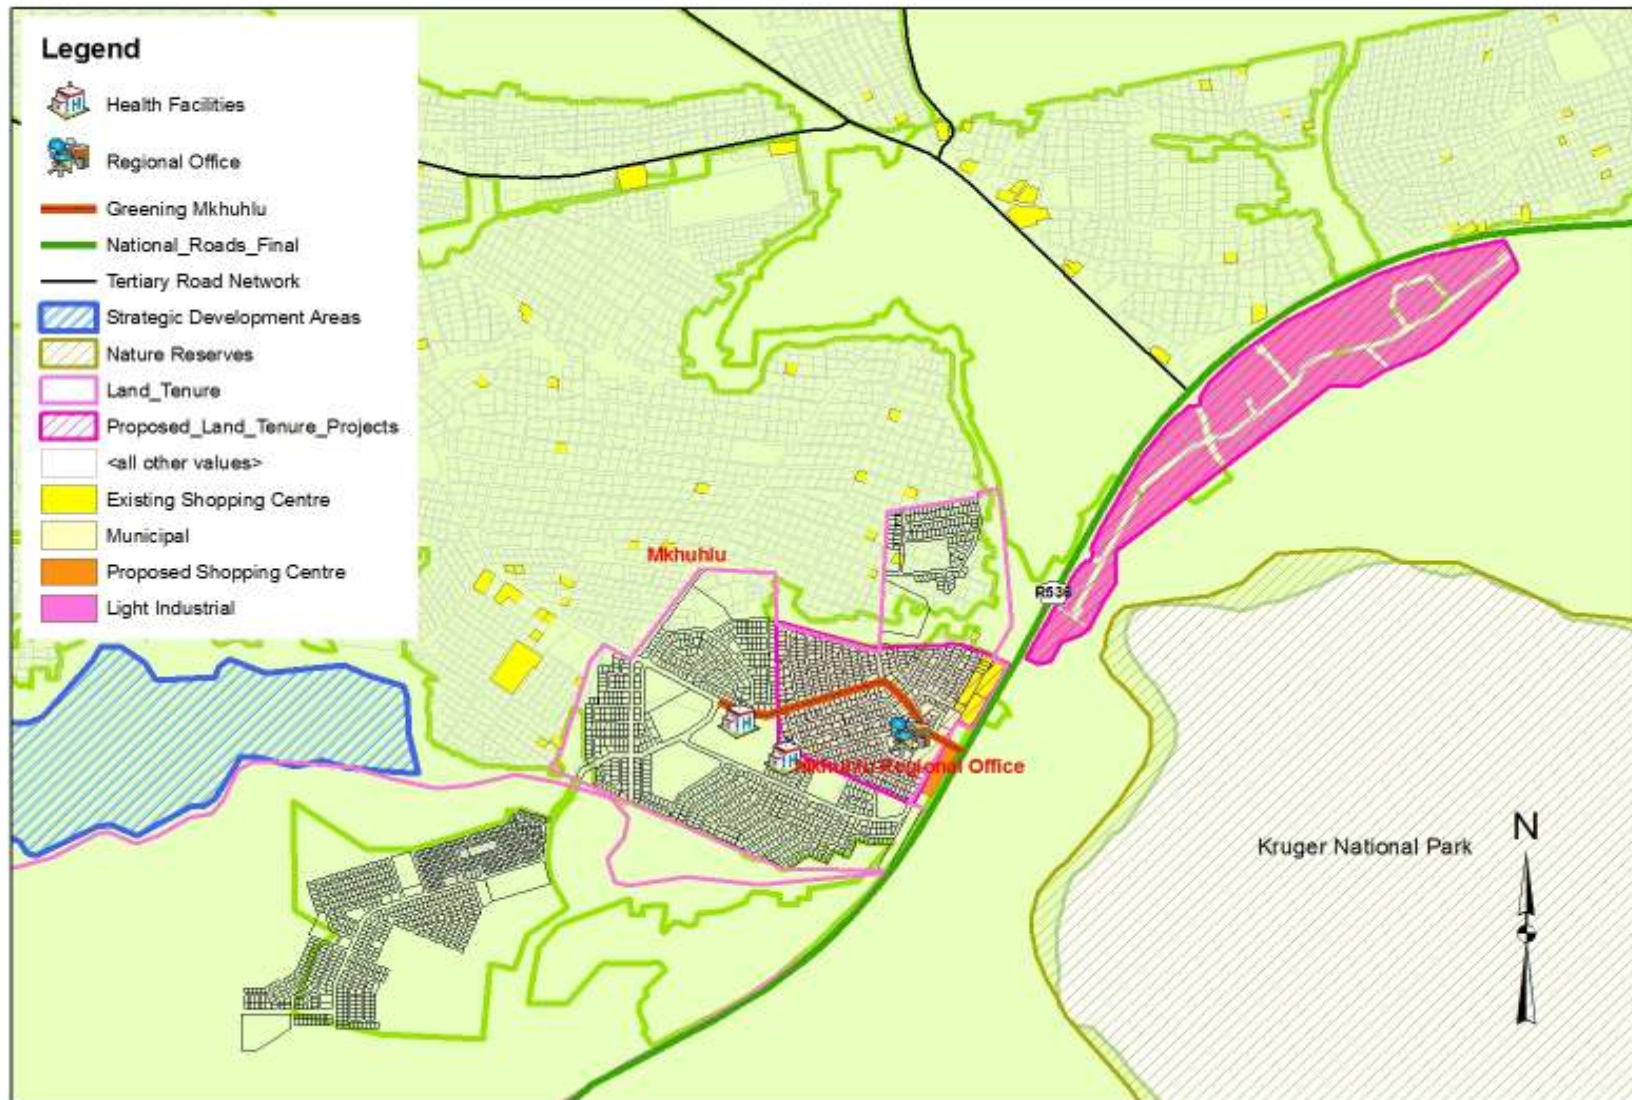 Legend
Health Facilities
Regional Office
Greening Mkhuhlu
National_Roads_Final
Tertiary Road Network
Strategic Development Areas
Nature Reserves
Land_Tenure
Proposed_Land_Tenure_Projects
<all other values>
Existing Shopping Centre
Municipal
Proposed Shopping Centre
Light Industrial
Mkhuhlu
R536
Mkhuhlu Regional Office
Kruger National Park
N